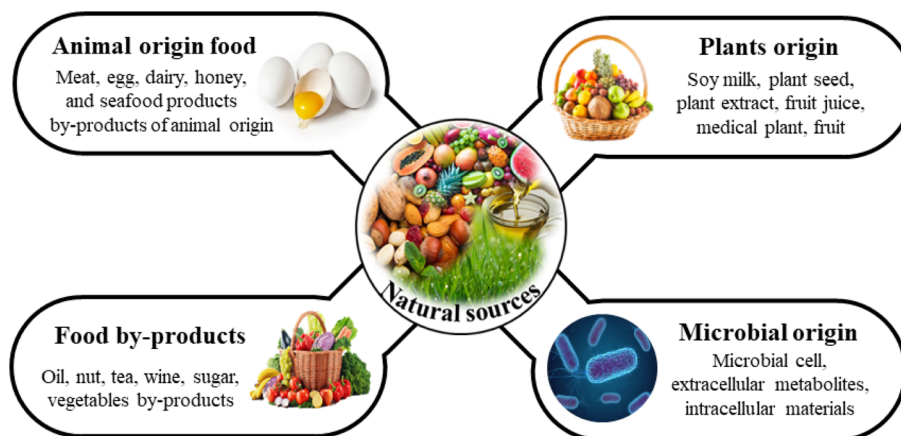 Animal origin food
Meat, egg, dairy, honey,
and seafood products
by-products of animal origin
Plants origin
Soy milk, plant seed,
plant extract, fruit juice,
medical plant, fruit
Natural sources
Food by-products
Oil, nut, tea, wine, sugar,
vegetables by-products
Microbial origin
Microbial cell,
extracellular metabolites,
intracellular materials